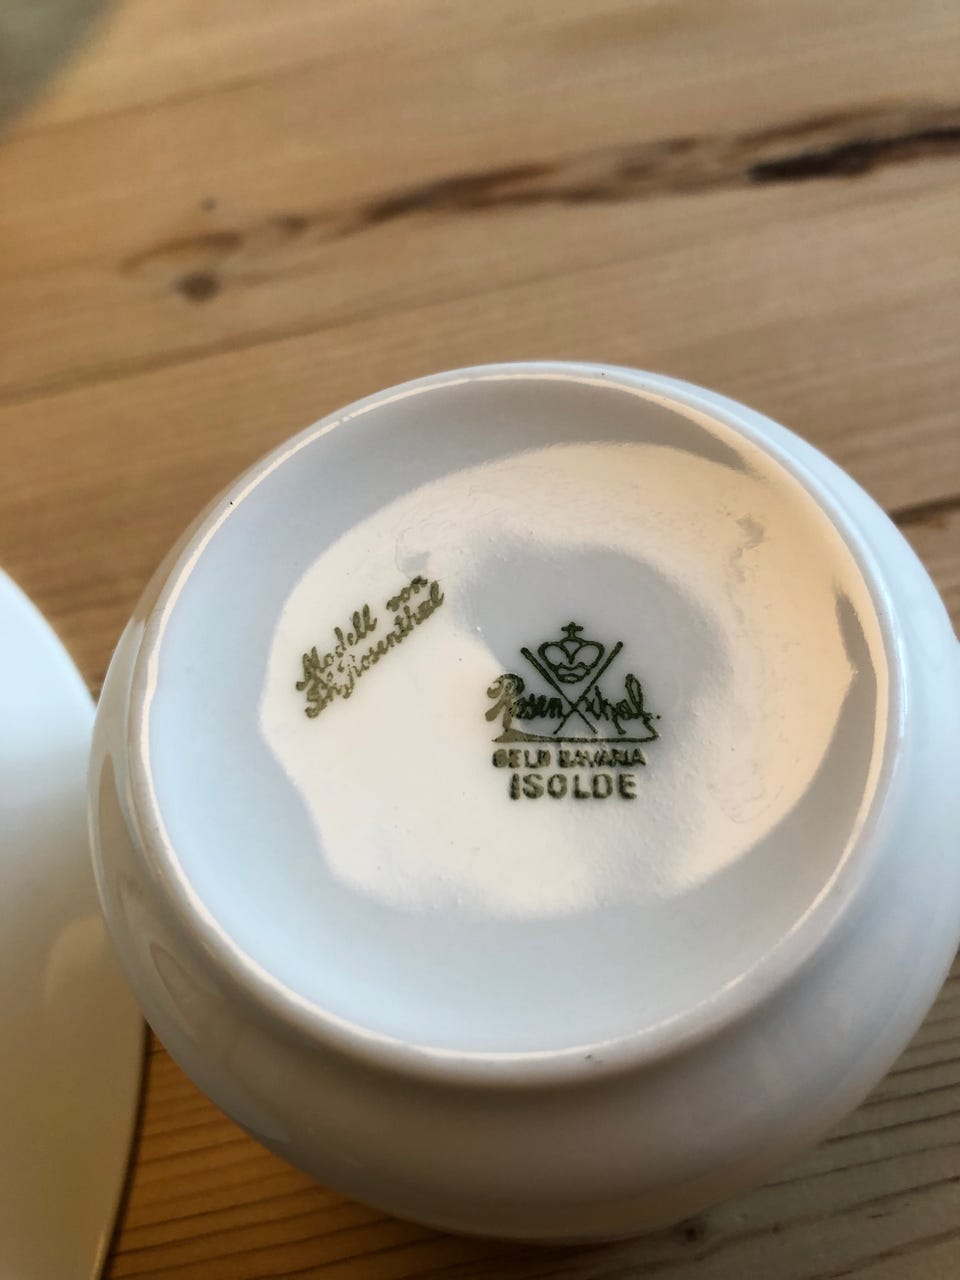 Modell von
Ph. Rosenthal
Rosenthal
SELB BAVARIA
ISOLDE